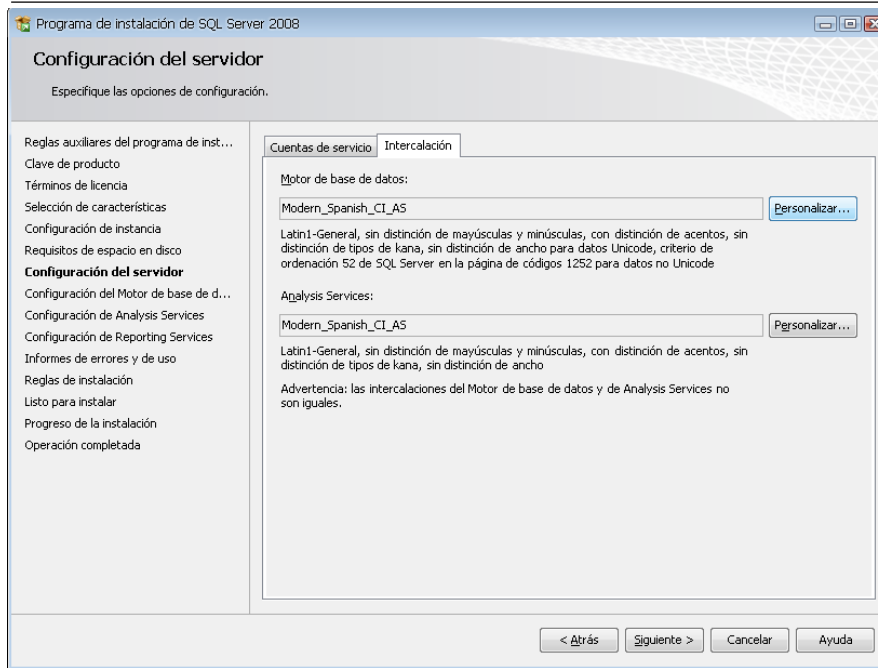 Programa de instalación de SQL Server 2008
Configuración del servidor
Especifique las opciones de configuración.
Reglas auxiliares del programa de inst...
Clave de producto
Términos de licencia
Selección de características
Configuración de instancia
Requisitos de espacio en disco
Configuración del servidor
Configuración del Motor de base de d...
Configuración de Analysis Services
Configuración de Reporting Services
Informes de errores y de uso
Reglas de instalación
Listo para instalar
Progreso de la instalación
Operación completada
Cuentas de servicio
Intercalación
Motor de base de datos:
Modern_Spanish_CI_AS
Personalizar...
Latin1-General, sin distinción de mayúsculas y minúsculas, con distinción de acentos, sin
distinción de tipos de kana, sin distinción de ancho para datos Unicode, criterio de
ordenación 52 de SQL Server en la página de códigos 1252 para datos no Unicode
Analysis Services:
Modern_Spanish_CI_AS
Personalizar...
Latin1-General, sin distinción de mayúsculas y minúsculas, con distinción de acentos, sin
distinción de tipos de kana, sin distinción de ancho
Advertencia: las intercalaciones del Motor de base de datos y de Analysis Services no
son iguales.
< Atrás
Siguiente >
Cancelar
Ayuda